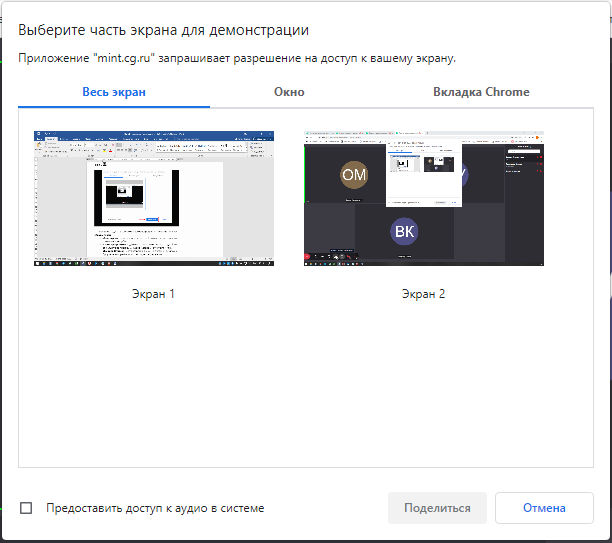 Выберите часть экрана для демонстрации
Приложение "mint.cg.ru" запрашивает разрешение на доступ к вашему экрану.
Весь экран
Окно
Вкладка Chrome
ОМ
ВК
Экран 1
Экран 2
Предоставить доступ к аудио в системе
Поделиться
Отмена